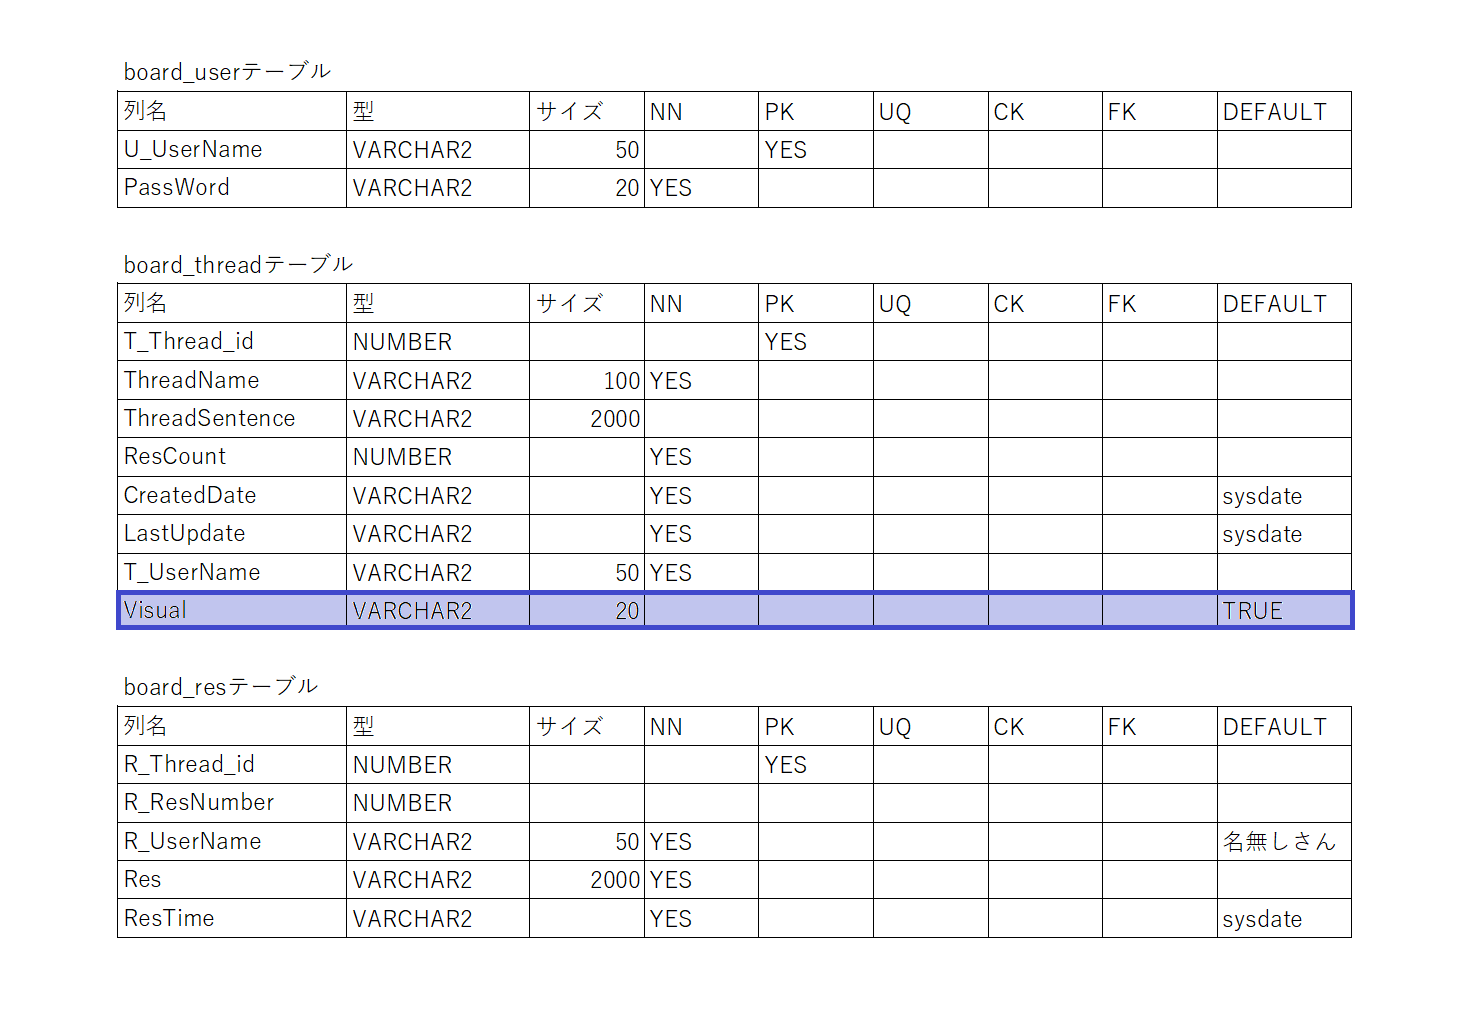 board_userテーブル
列名 型 サイズ NN PK UQ CK FK DEFAULT
U_UserName VARCHAR2 50 YES
PassWord VARCHAR2 20 YES
board_threadテーブル
列名 型 サイズ NN PK UQ CK FK DEFAULT
T_Thread_id NUMBER YES
ThreadName VARCHAR2 100 YES
ThreadSentence VARCHAR2 2000
ResCount NUMBER YES
CreatedDate VARCHAR2 YES sysdate
LastUpdate VARCHAR2 YES sysdate
T_UserName VARCHAR2 50 YES
Visual VARCHAR2 20 TRUE
board_resテーブル
列名 型 サイズ NN PK UQ CK FK DEFAULT
R_Thread_id NUMBER YES
R_ResNumber NUMBER
R_UserName VARCHAR2 50 YES 名無しさん
Res VARCHAR2 2000 YES
ResTime VARCHAR2 YES sysdate